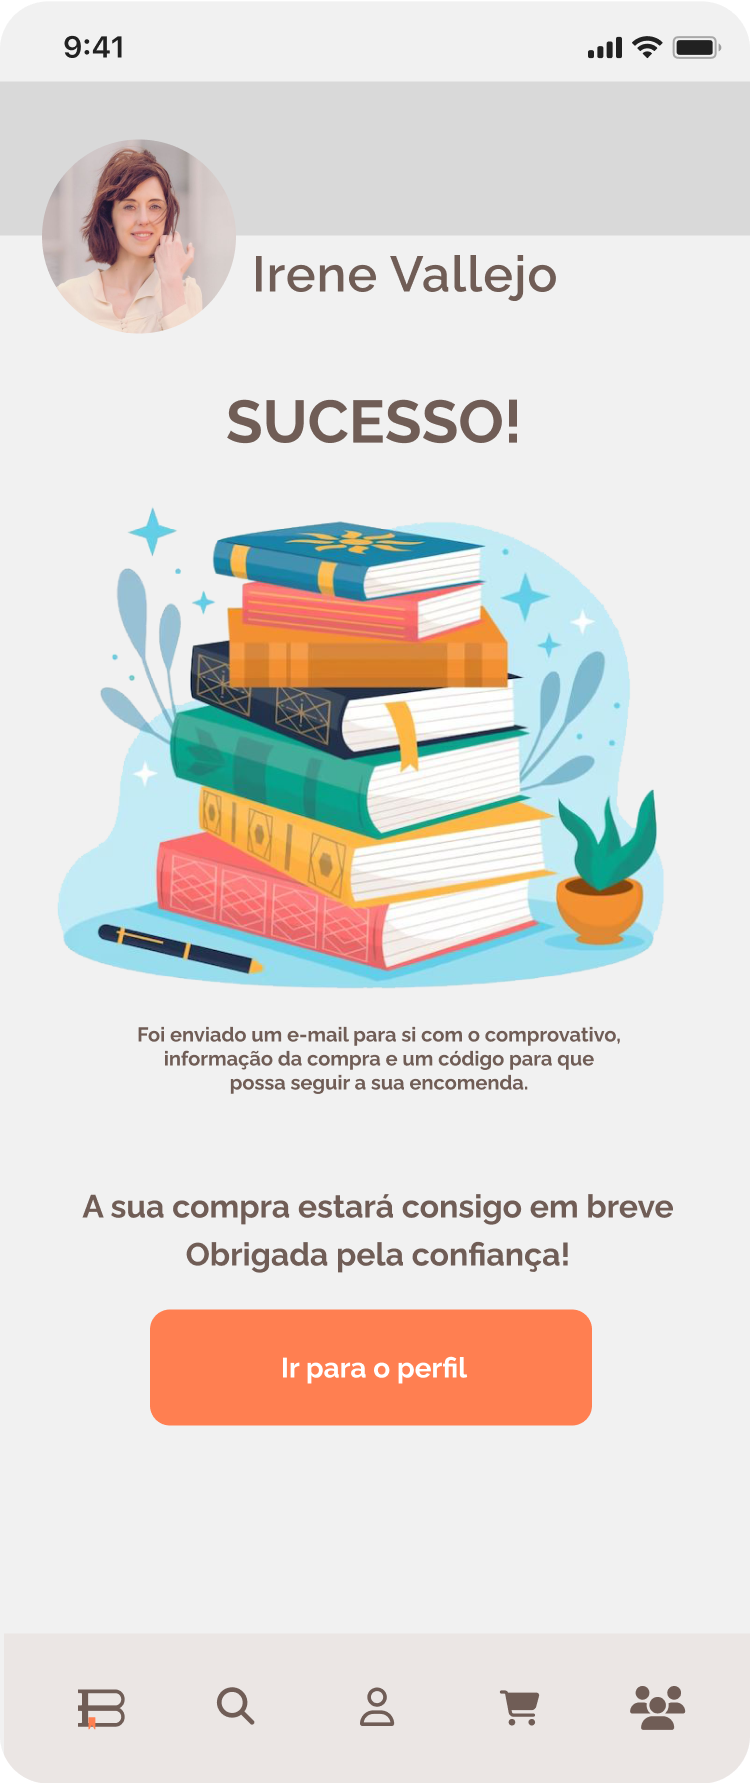 9:41
Irene Vallejo
SUCESSO!
Foi enviado um e-mail para si com o comprovativo,
informação da compra e um código para que
possa seguir a sua encomenda.
A sua compra estará consigo em breve
Obrigada pela confiança!
Ir para o perfil
B